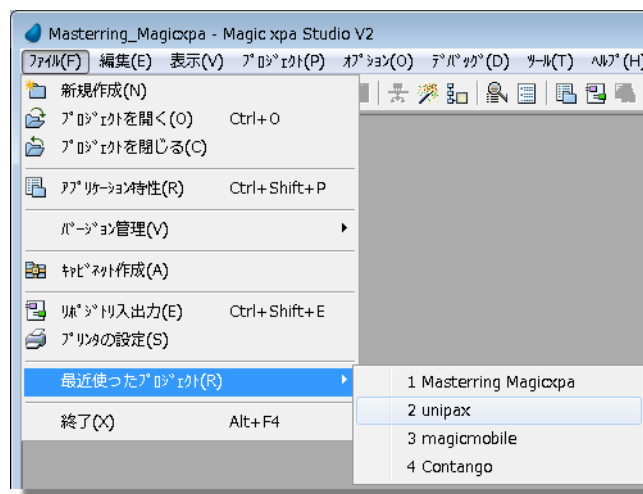 Masterring_Magicxpa - Magic xpa Studio V2
ﾌｧｲﾙ(F) 編集(E) 表示(V) ﾌﾟﾛｼﾞｪｸﾄ(P) ｵﾌﾟｼｮﾝ(O) ﾃﾞﾊﾞｯｸﾞ(D) ﾂｰﾙ(T) ﾍﾙﾌﾟ(H)
新規作成(N)
ﾌﾟﾛｼﾞｪｸﾄを開く(O) Ctrl+O
ﾌﾟﾛｼﾞｪｸﾄを閉じる(C)
ｱﾌﾟﾘｹｰｼｮﾝ特性(R) Ctrl+Shift+P
ﾊﾞｰｼﾞｮﾝ管理(V)
ｷｬﾋﾞﾈｯﾄ作成(A)
ﾘﾎﾟｼﾞﾄﾘ入出力(E) Ctrl+Shift+E
ﾌﾟﾘﾝﾀの設定(S)
最近使ったﾌﾟﾛｼﾞｪｸﾄ(R)
1 Masterring Magicxpa
2 unipax
終了(X) Alt+F4
3 magicmobile
4 Contango